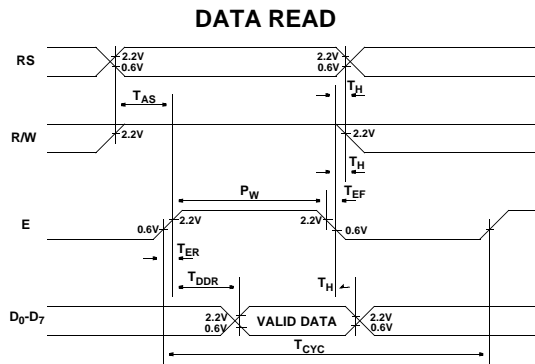 DATA READ
RS
2.2V
0.6V
2.2V
0.6V
TAS
TH
R/W
2.2V
2.2V
TH
PW
TEF
E
0.6V
2.2V
2.2V
0.6V
TER
TDDR
TH
D0-D7
2.2V
0.6V
VALID DATA
2.2V
0.6V
TCYC